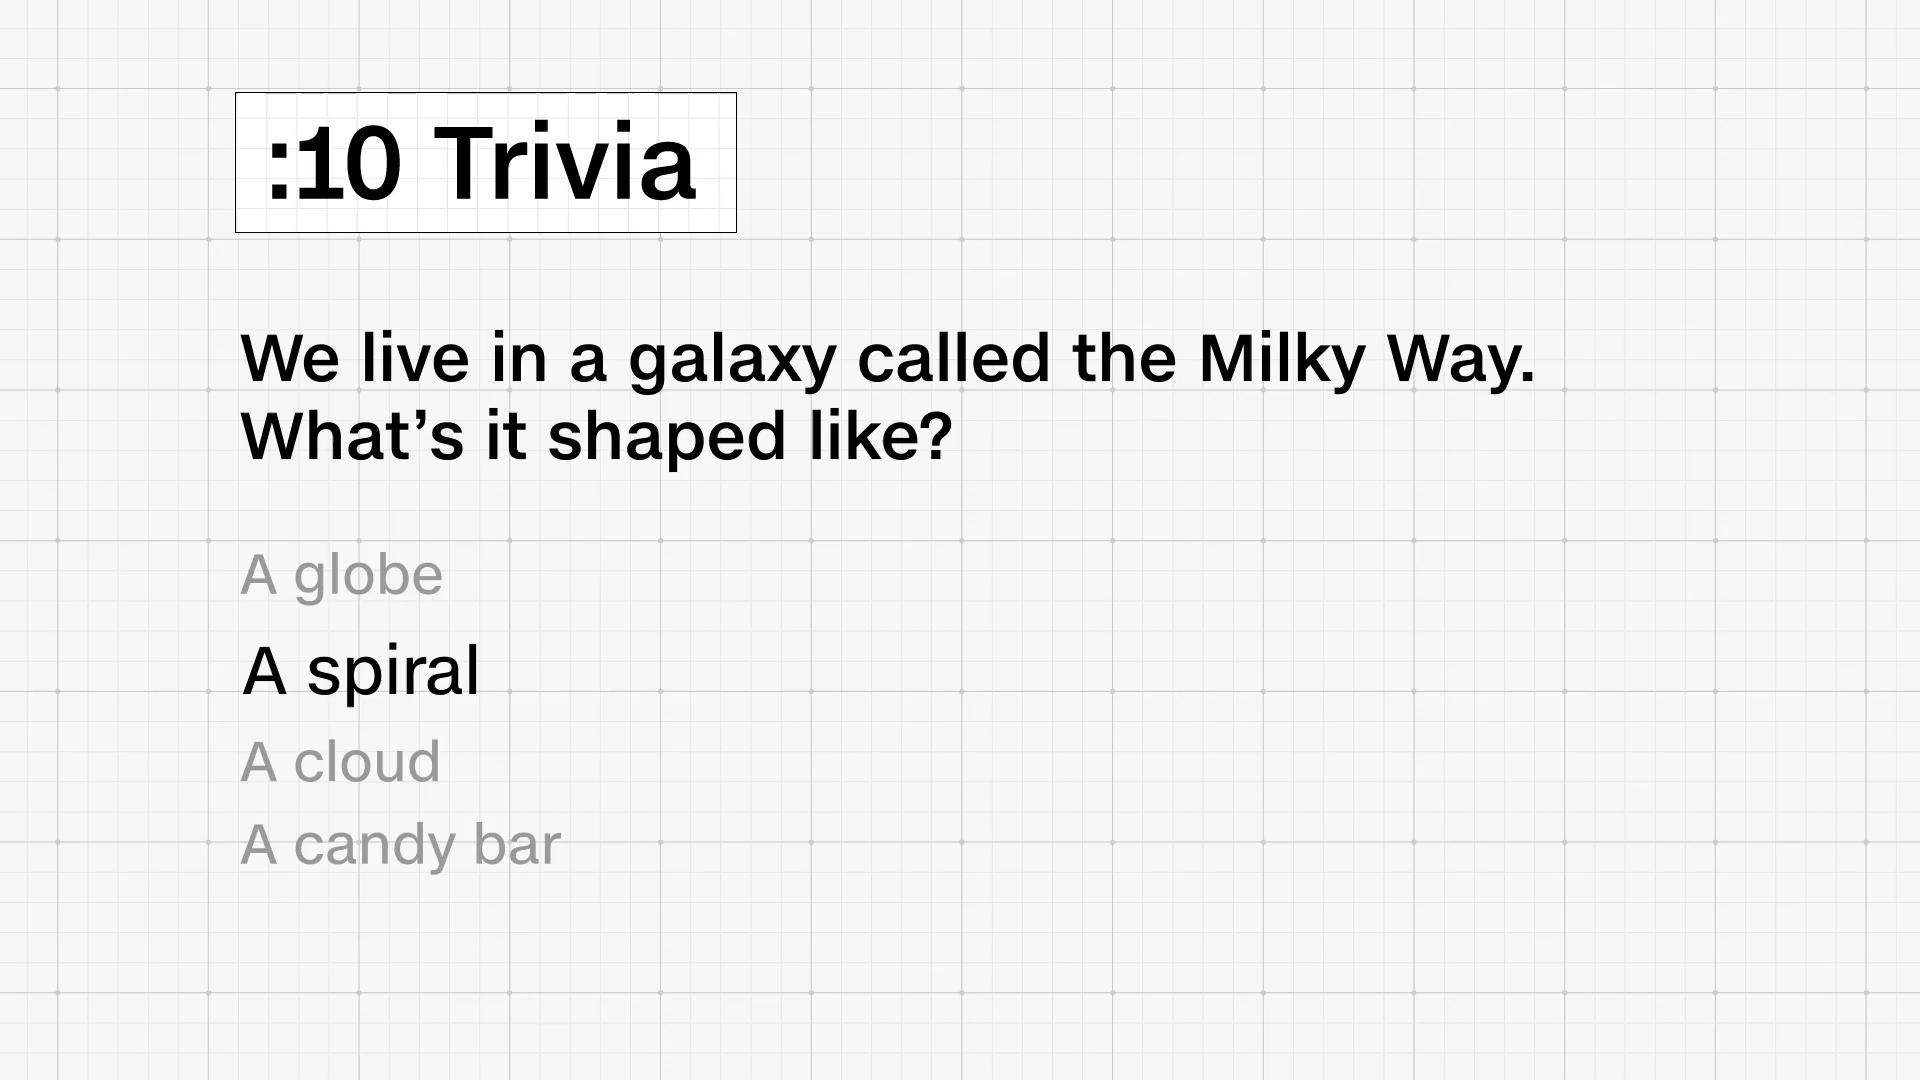 :10 Trivia
We live in a galaxy called the Milky Way.
What’s it shaped like?
A globe
A spiral
A cloud
A candy bar